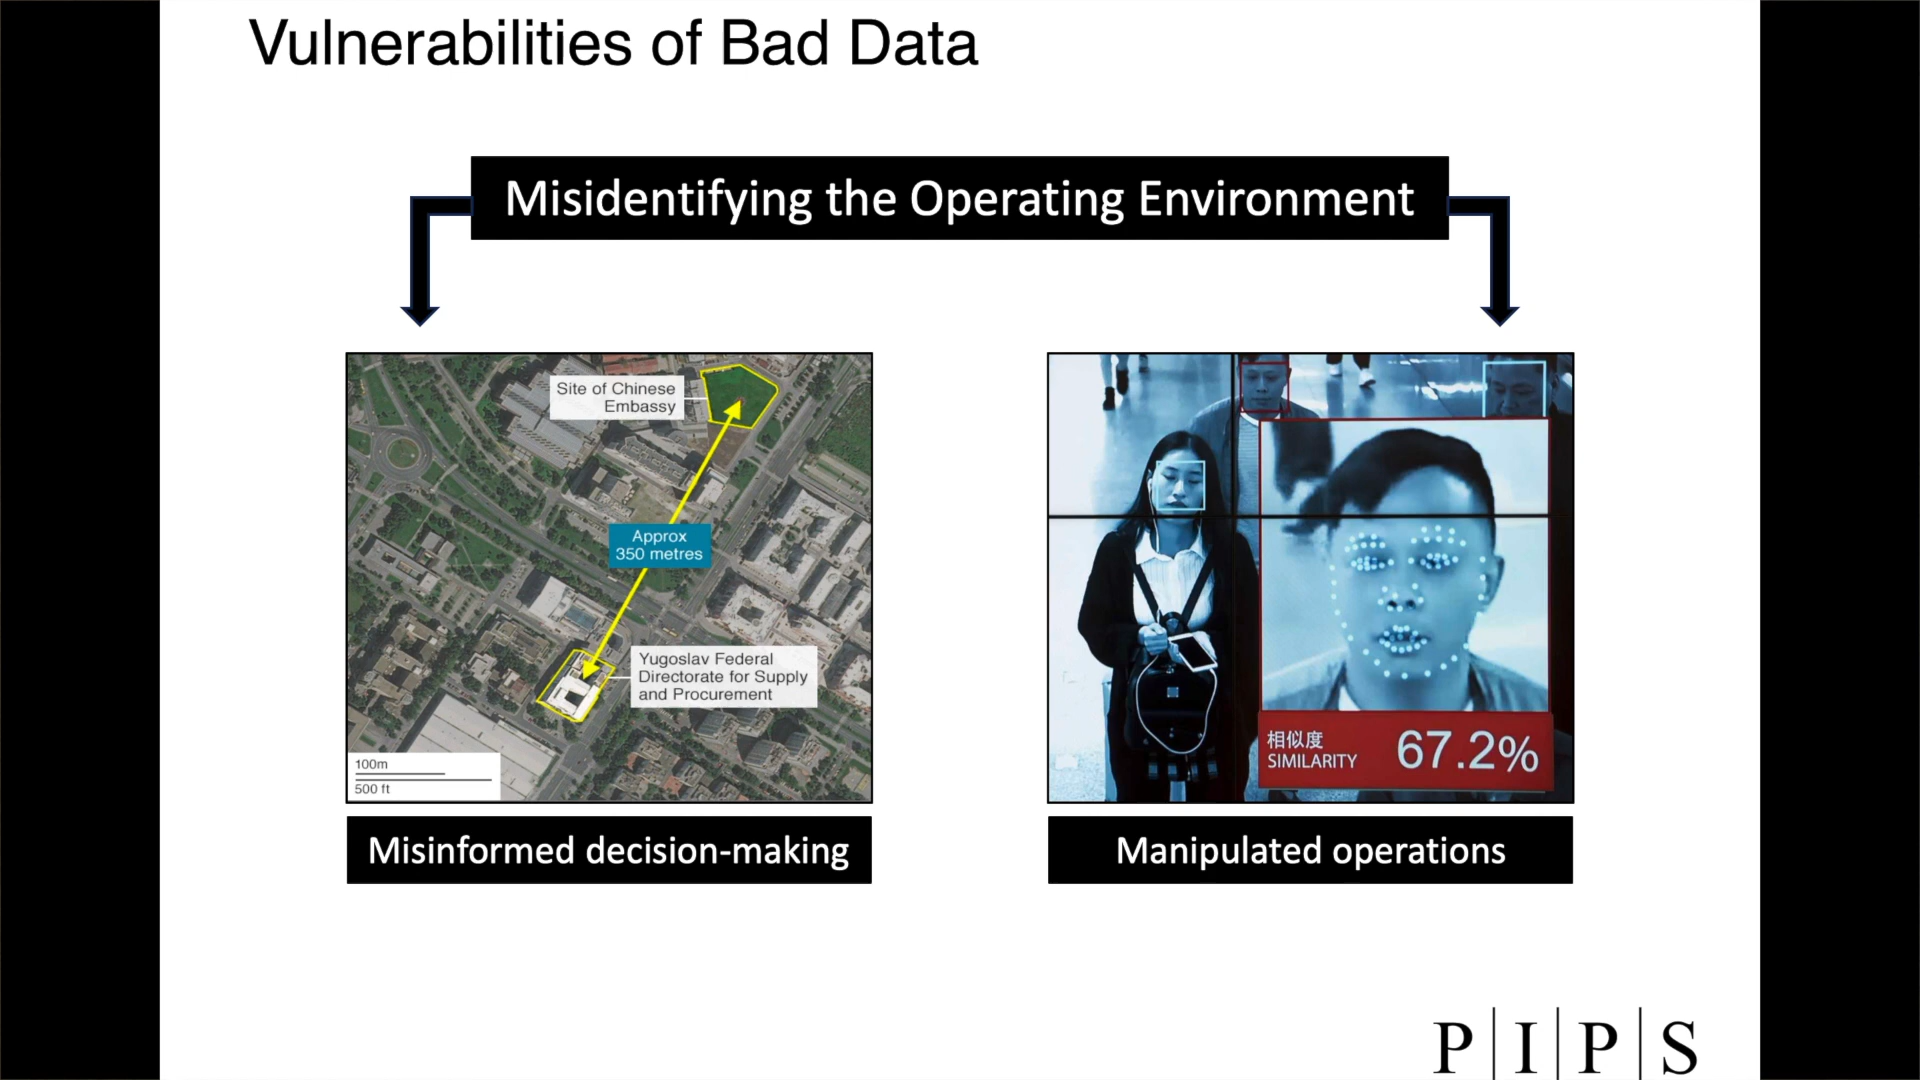 Vulnerabilities of Bad Data
Misidentifying the Operating Environment
Site of Chinese
Embassy
Approx
350 metres
Yugoslav Federal
Directorate for Supply
and Procurement
100m
500 ft
相似度
SIMILARITY
67.2%
Misinformed decision-making
Manipulated operations
P|I|P|S